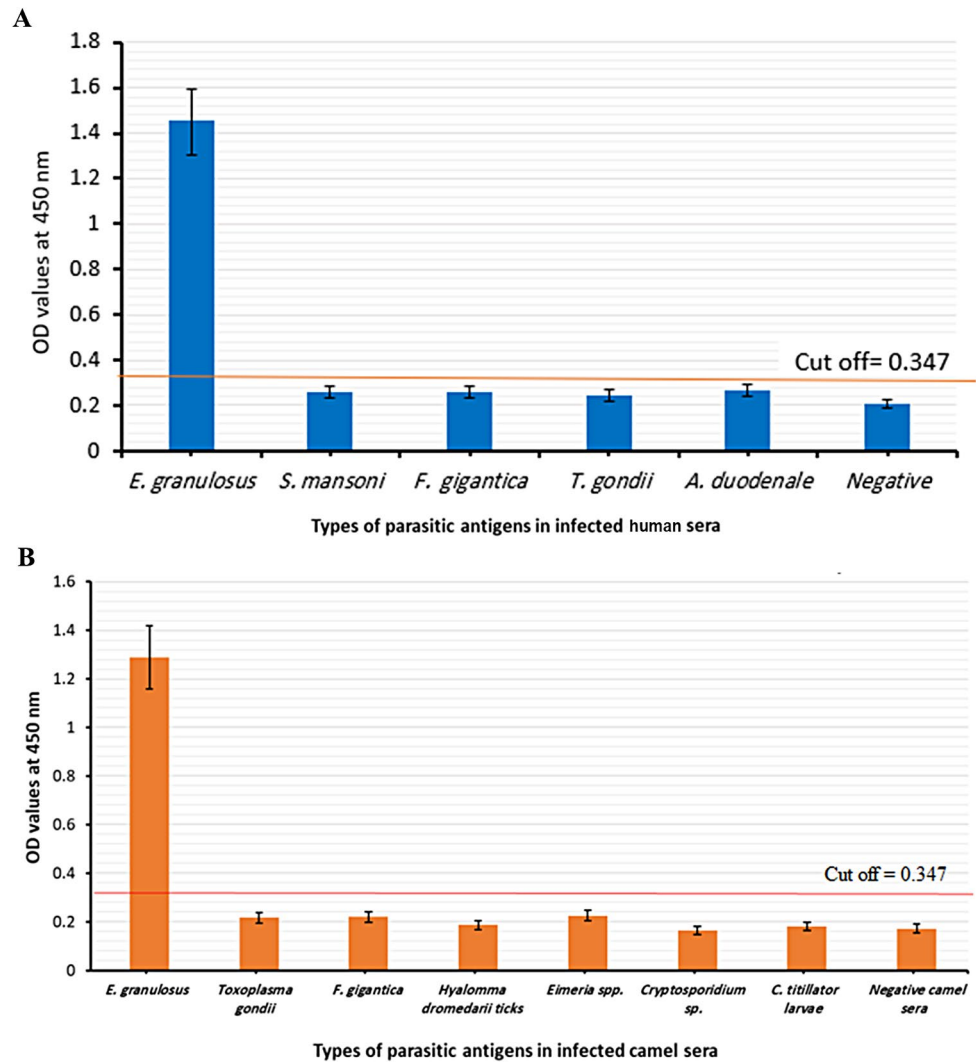 A
1.8
1.6
1.4
1.2
1
0.8
0.6
0.4
0.2
0
OD values at 450 nm
Cut off= 0.347
E. granulosus S. mansoni F. gigantica T. gondii A. duodenale Negative
Types of parasitic antigens in infected human sera
B
1.6
1.4
1.2
1
0.8
0.6
0.4
0.2
0
OD values at 450 nm
Cut off = 0.347
E. granulosus Toxoplasma F. gigantica Hyalomma Eimeria spp. Cryptosporidium C. titillator Negative camel
gondii dromedarii ticks sp. larvae sera
Types of parasitic antigens in infected camel sera